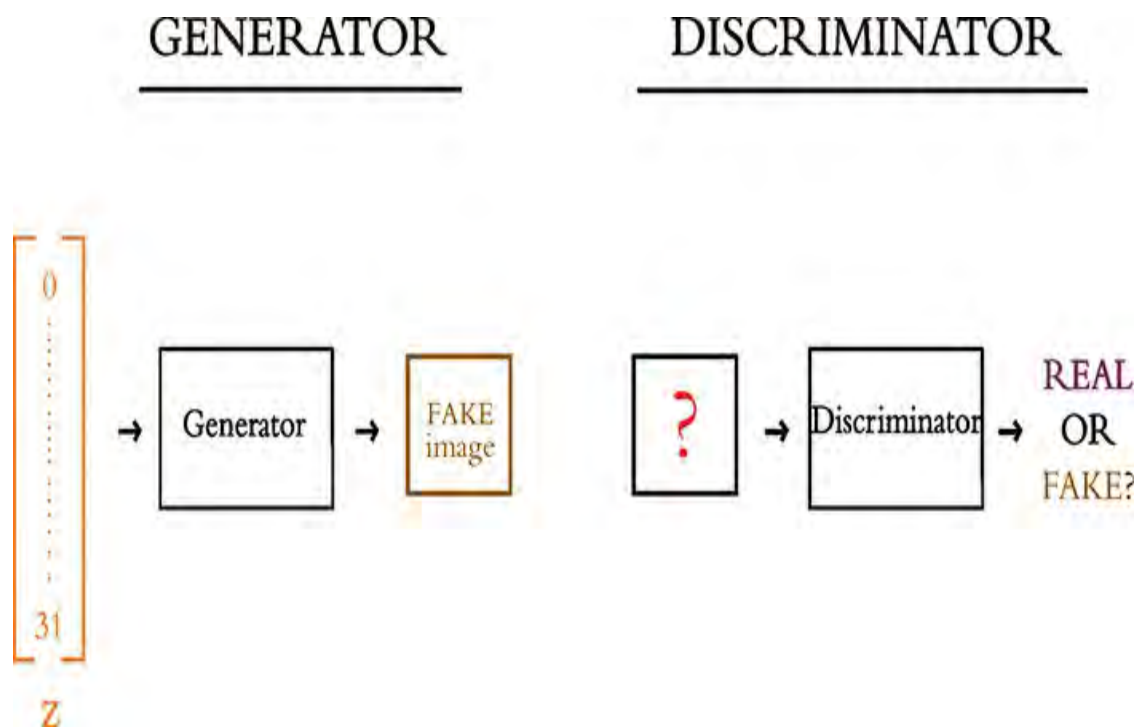 GENERATOR
DISCRIMINATOR
0
31
Z
Generator
FAKE
image
?
Discriminator
REAL
OR
FAKE?